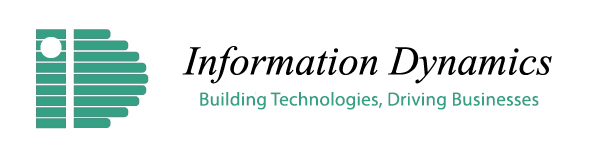 Information Dynamics
Building Technologies, Driving Businesses